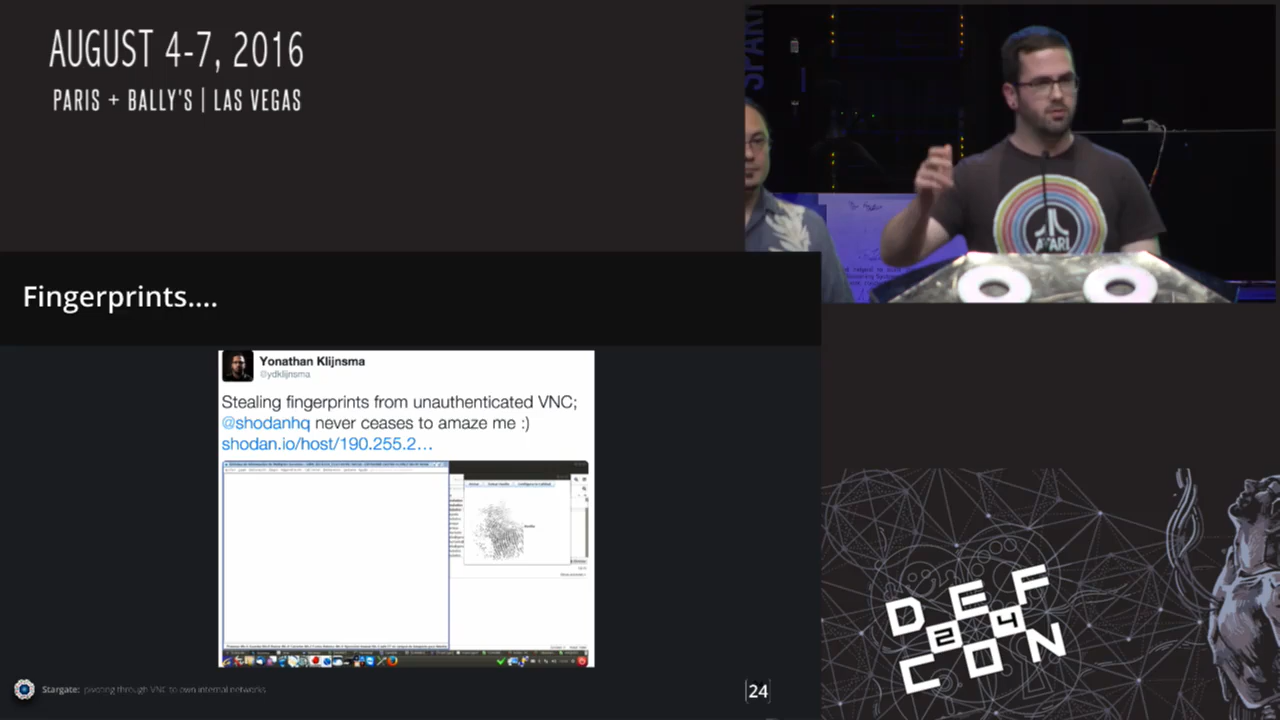 AUGUST 4-7, 2016
PARIS + BALLY'S | LAS VEGAS
SPARK
ATARI
Fingerprints....
Yonathan Klijnsma
@ydklijnsma
Stealing fingerprints from unauthenticated VNC;
@shodanhq never ceases to amaze me :)
shodan.io/host/190.255.2...
DEF
24
CON
Stargate: pivoting through VNC to own internal networks
24